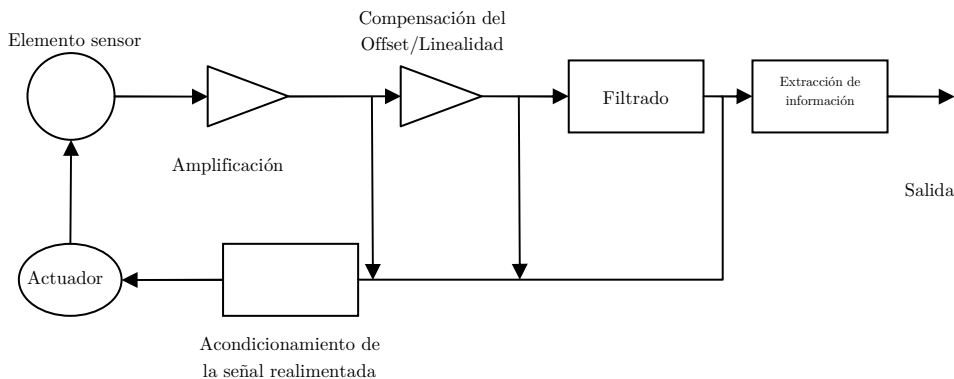 Compensación del
Offset/Linealidad
Elemento sensor
Filtrado
Extracción de
información
Amplificación
Salida
Actuador
Acondicionamiento de
la señal realimentada